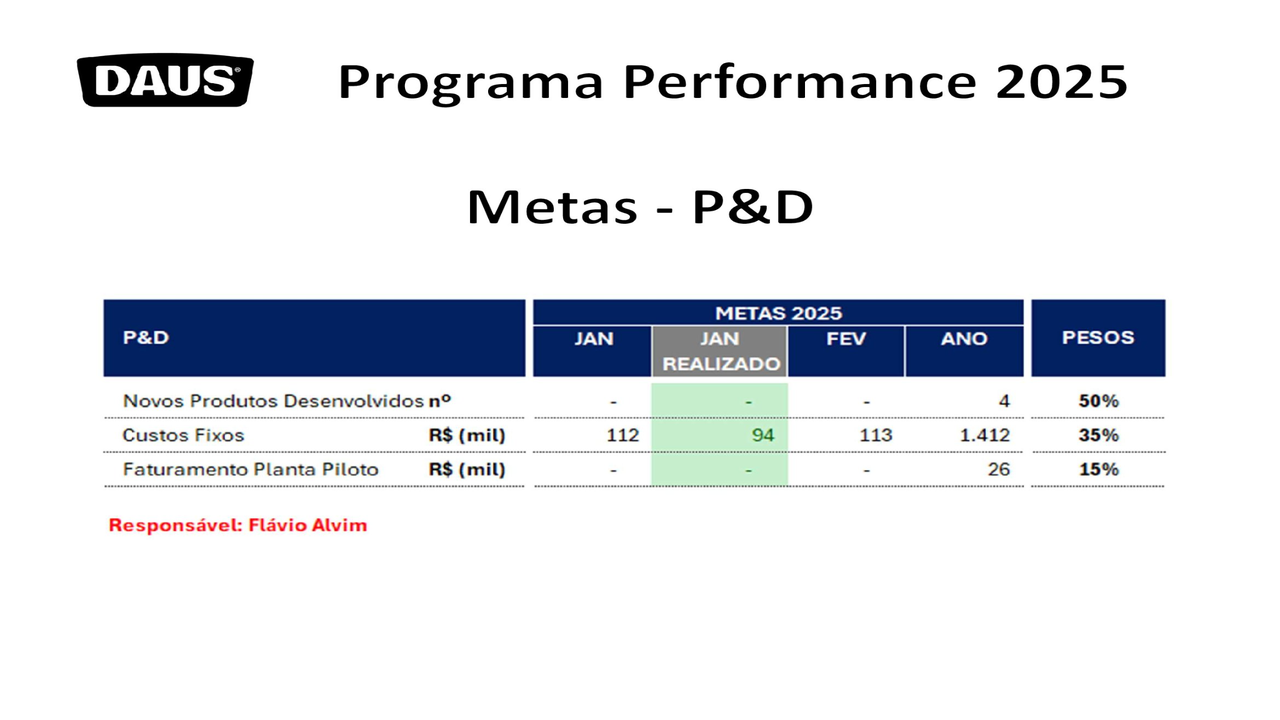 DAUS®
Programa Performance 2025
Metas - P&D
P&D METAS 2025 PESOS
JAN JAN REALIZADO FEV ANO
Novos Produtos Desenvolvidos nº - - - 4 50%
Custos Fixos R$ (mil) 112 94 113 1.412 35%
Faturamento Planta Piloto R$ (mil) - - - 26 15%
Responsável: Flávio Alvim